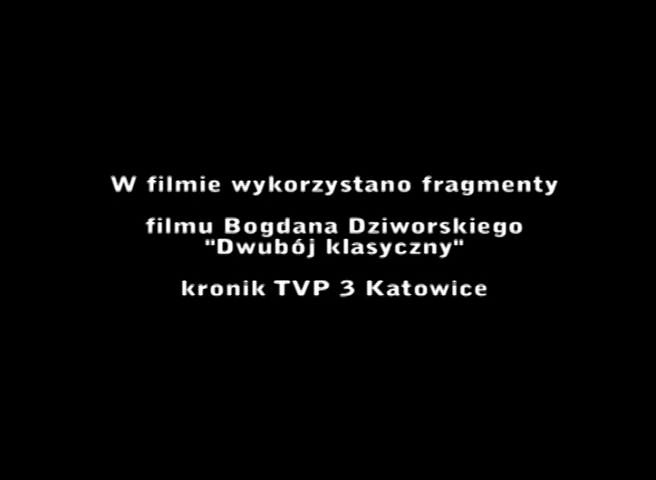 W filmie wykorzystano fragmenty
filmu Bogdana Dziworskiego
"Dwubój klasyczny"
kronik TVP 3 Katowice